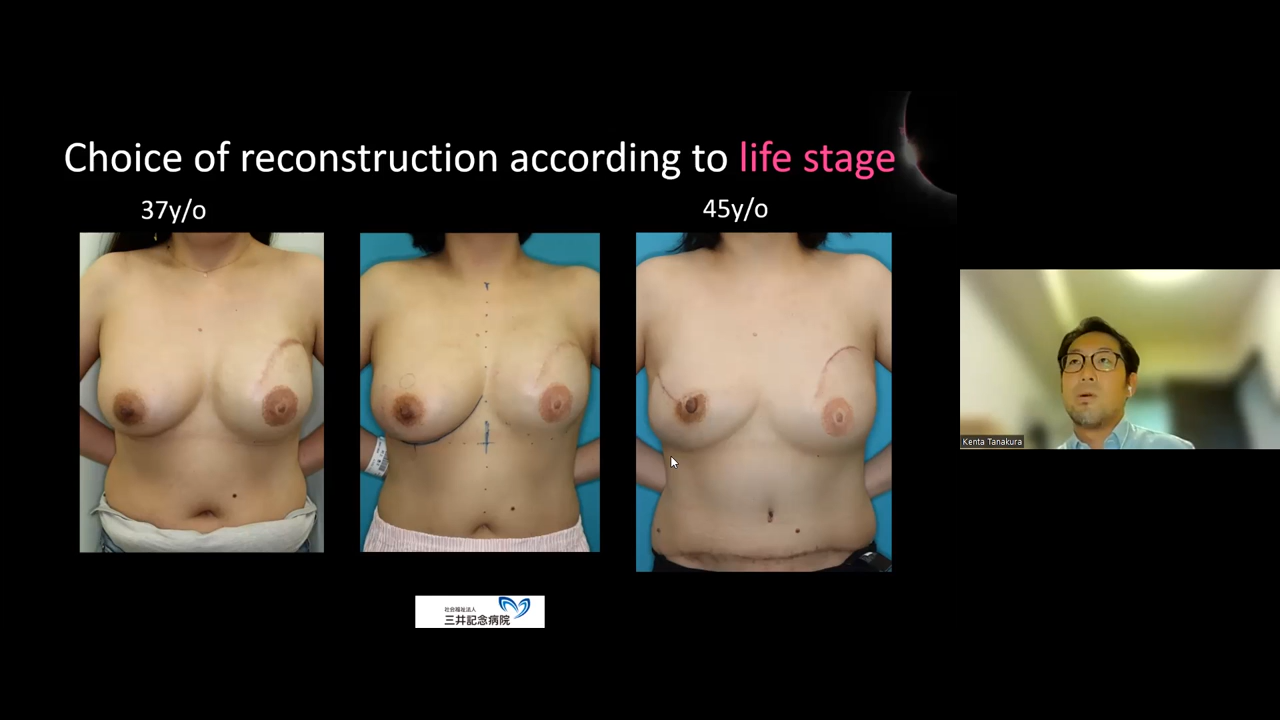 Choice of reconstruction according to life stage
37y/o
45y/o
Kenta Tanakura
社会福祉法人
三井記念病院